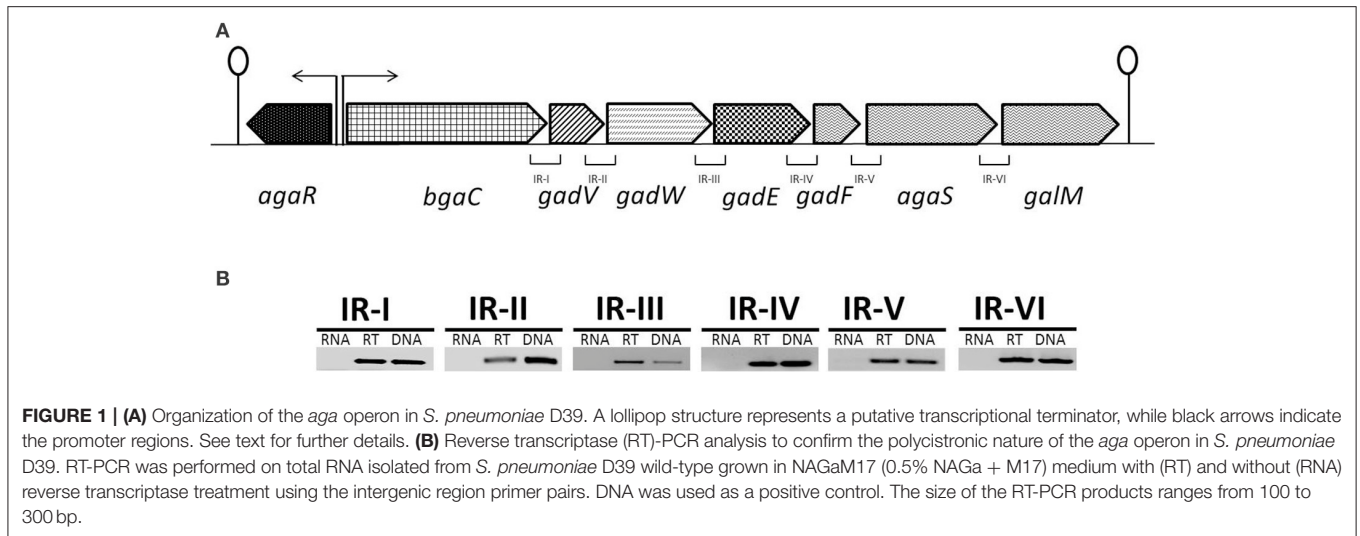 A
IR-I IR-II IR-III IR-IV IR-V IR-VI
agaR bgaC gadV gadW gadE gadF agaS galM
B
IR-I IR-II IR-III IR-IV IR-V IR-VI
RNA RT DNA RNA RT DNA RNA RT DNA RNA RT DNA RNA RT DNA RNA RT DNA
FIGURE 1 | (A) Organization of the aga operon in S. pneumoniae D39. A lollipop structure represents a putative transcriptional terminator, while black arrows indicate
the promoter regions. See text for further details. (B) Reverse transcriptase (RT)-PCR analysis to confirm the polycistronic nature of the aga operon in S. pneumoniae
D39. RT-PCR was performed on total RNA isolated from S. pneumoniae D39 wild-type grown in NAGaM17 (0.5% NAGa + M17) medium with (RT) and without (RNA)
reverse transcriptase treatment using the intergenic region primer pairs. DNA was used as a positive control. The size of the RT-PCR products ranges from 100 to
300 bp.